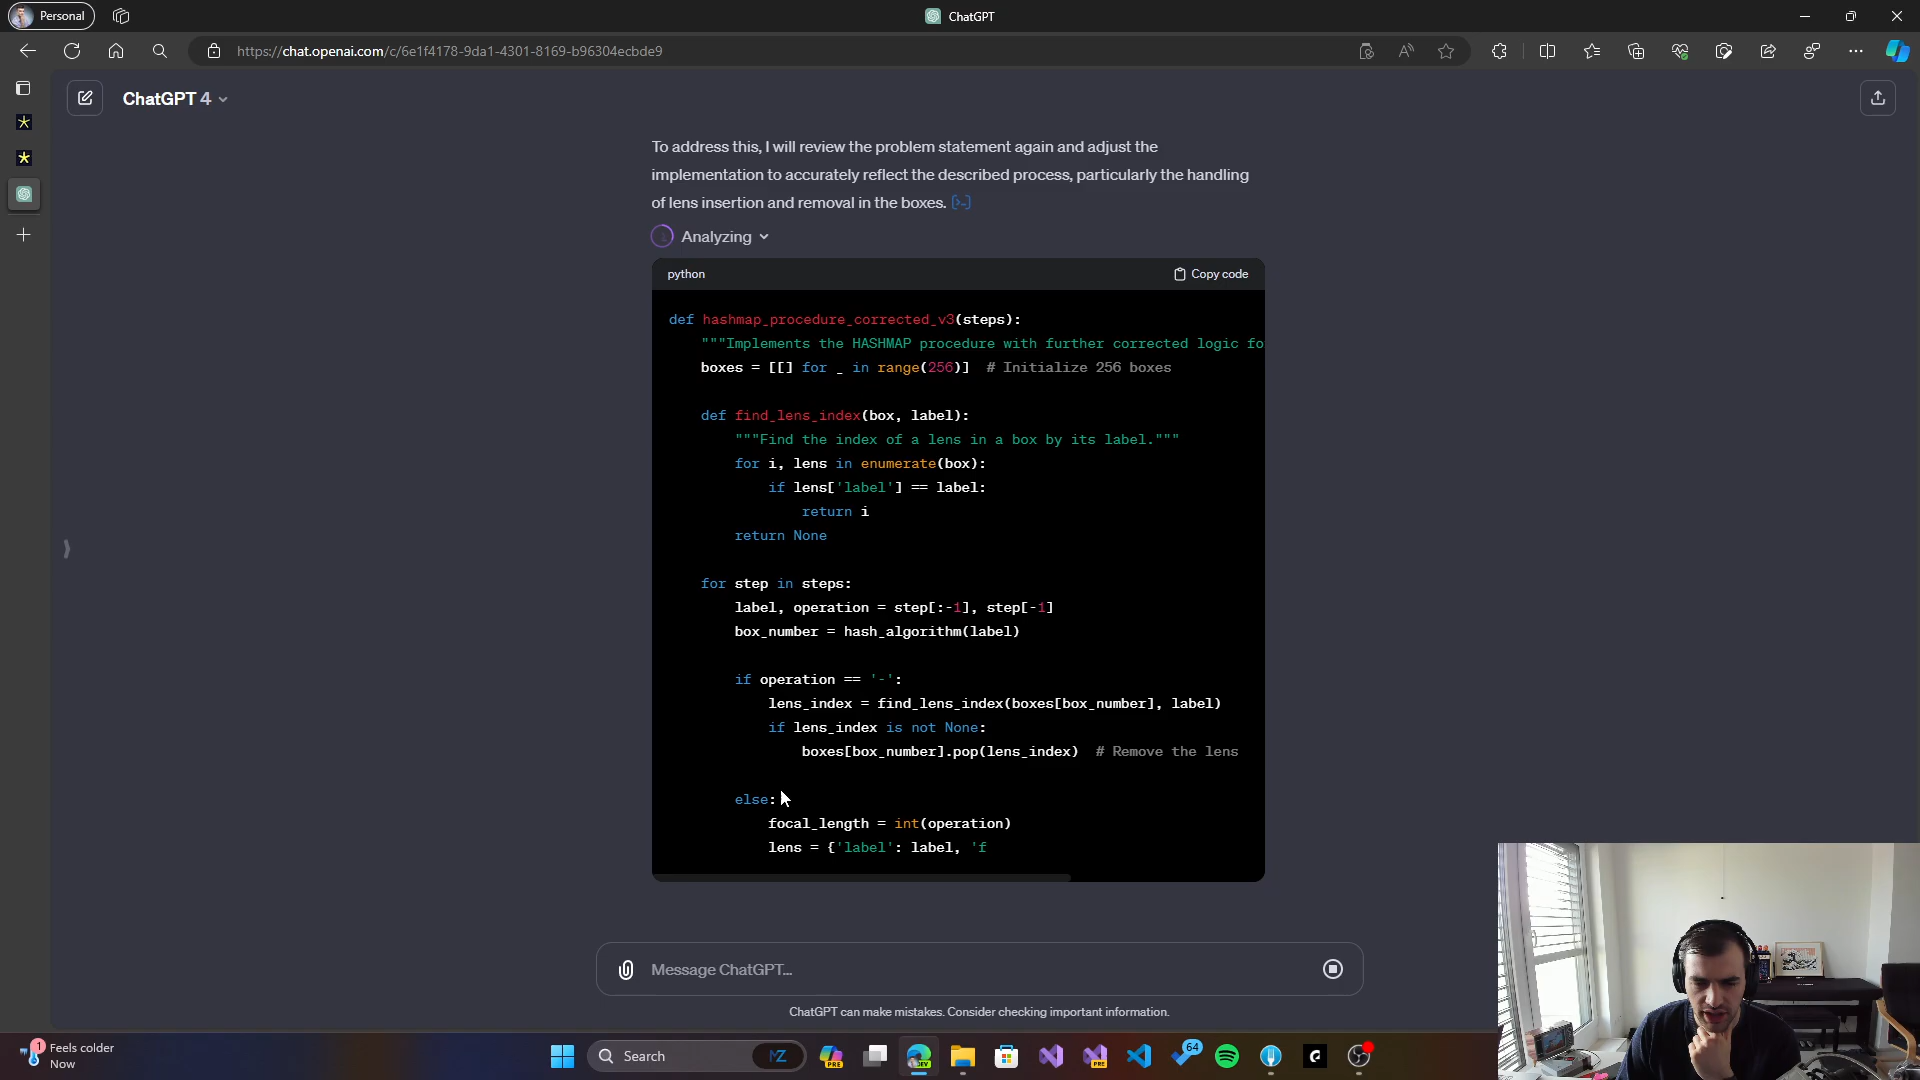 Personal
ChatGPT
https://chat.openai.com/c/6e1f4178-9da1-4301-8169-b96304ecbde9
ChatGPT 4
To address this, I will review the problem statement again and adjust the
implementation to accurately reflect the described process, particularly the handling
of lens insertion and removal in the boxes. [>-]
Analyzing
python
Copy code
def hashmap_procedure_corrected_v3(steps):
"""Implements the HASHMAP procedure with further corrected logic fo
boxes = [[] for _ in range(256)]  # Initialize 256 boxes
def find_lens_index(box, label):
"""Find the index of a lens in a box by its label."""
for i, lens in enumerate(box):
if lens['label'] == label:
return i
return None
for step in steps:
label, operation = step[:-1], step[-1]
box_number = hash_algorithm(label)
if operation == '-':
lens_index = find_lens_index(boxes[box_number], label)
if lens_index is not None:
boxes[box_number].pop(lens_index)  # Remove the lens
else:
focal_length = int(operation)
lens = {'label': label, 'f
Message ChatGPT...
ChatGPT can make mistakes. Consider checking important information.
1
Feels colder
Now
Search
MZ
PRE
DEV
PRE
64